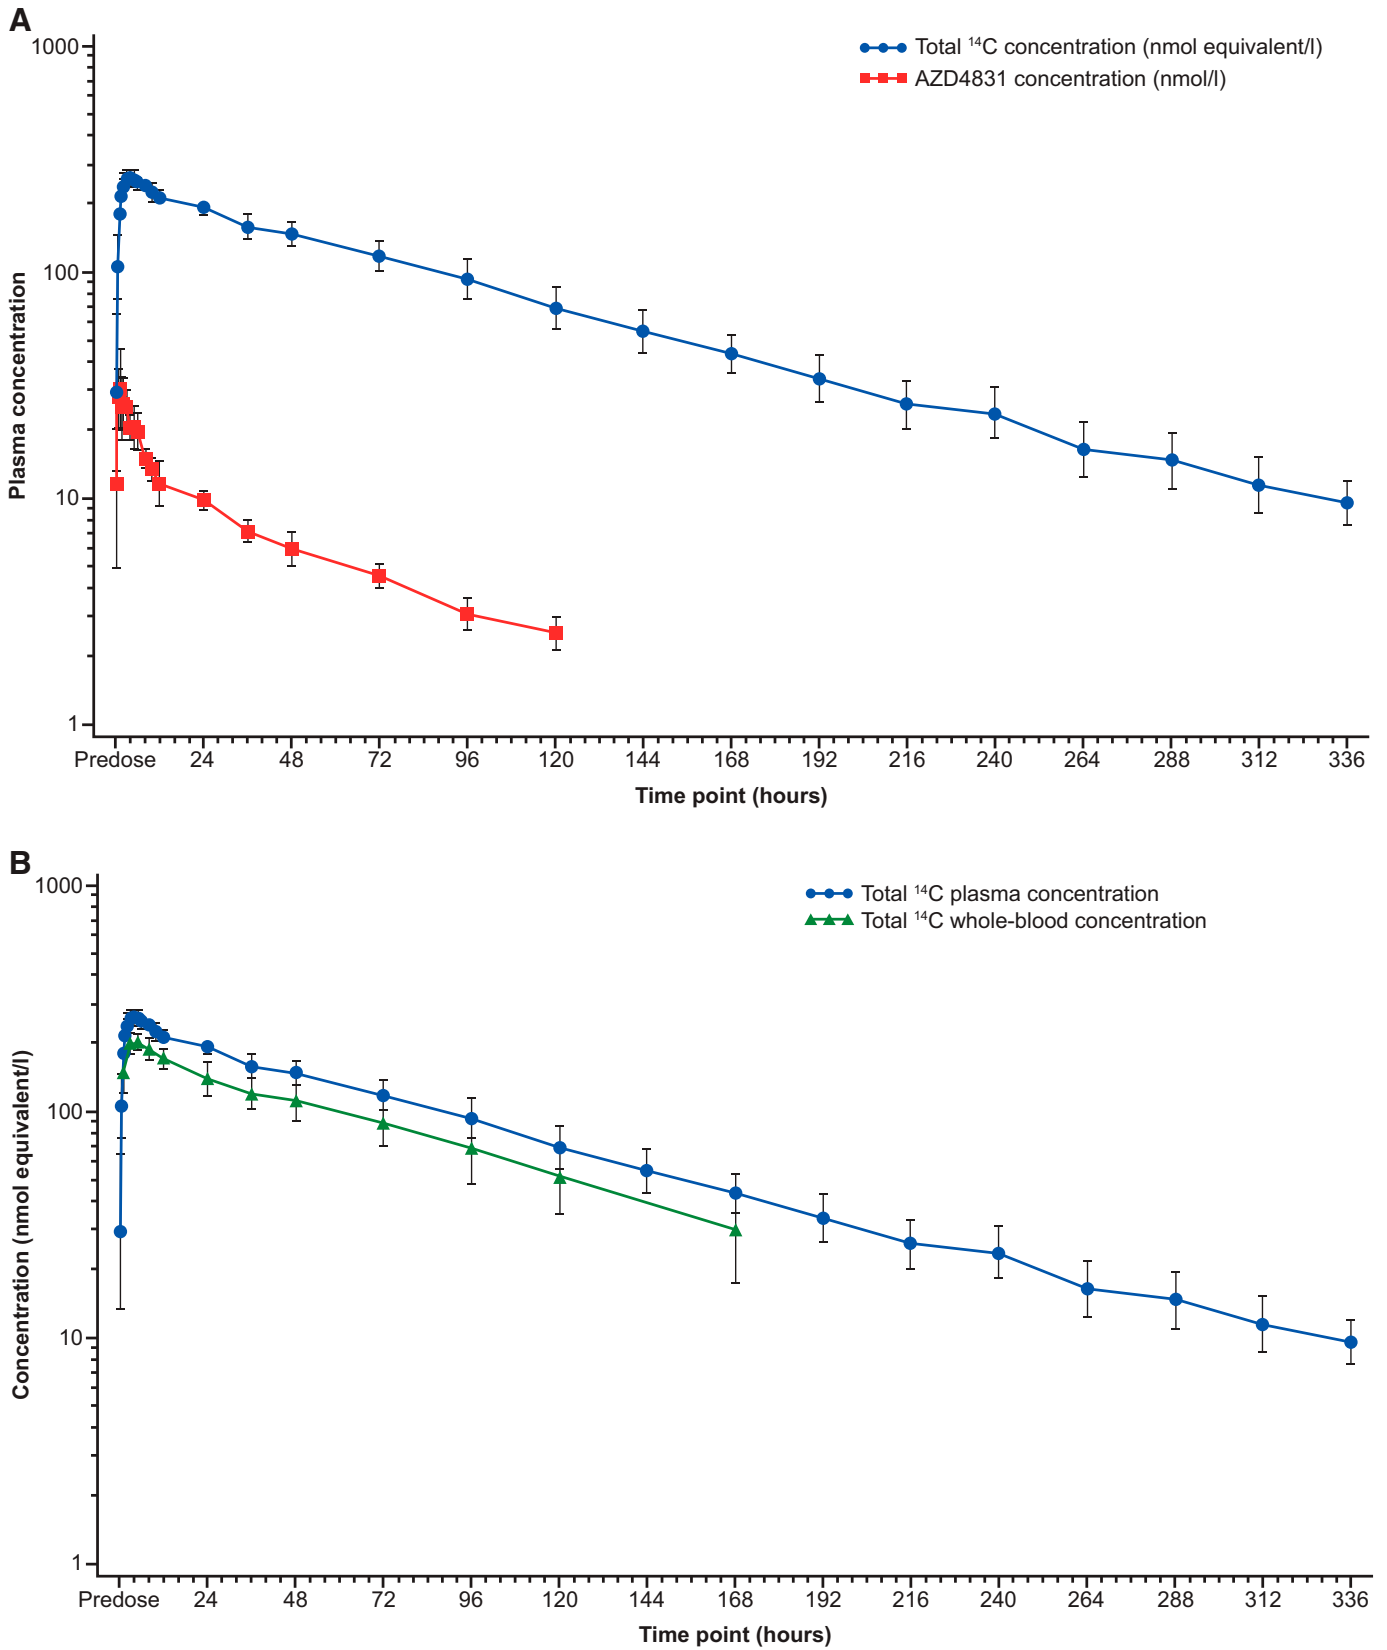 A
1000
100
10
1
Plasma concentration
Total ¹⁴C concentration (nmol equivalent/l)
AZD4831 concentration (nmol/l)
Predose 24 48 72 96 120 144 168 192 216 240 264 288 312 336
Time point (hours)
B
1000
100
10
1
Concentration (nmol equivalent/l)
Total ¹⁴C plasma concentration
Total ¹⁴C whole-blood concentration
Predose 24 48 72 96 120 144 168 192 216 240 264 288 312 336
Time point (hours)